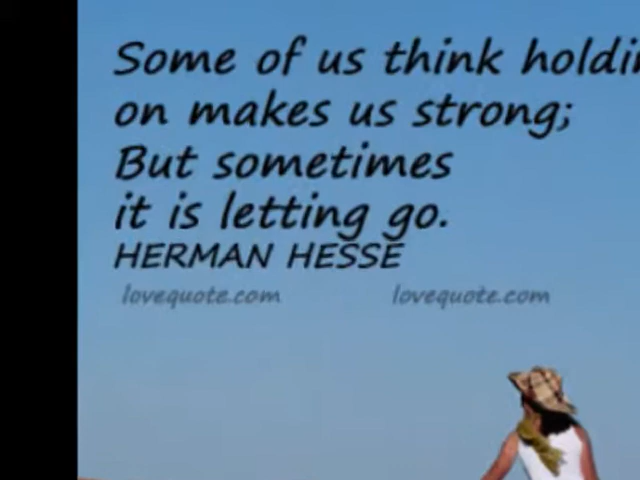 Some of us think holdin
on makes us strong;
But sometimes
it is letting go.
HERMAN HESSE
lovequote.com lovequote.com